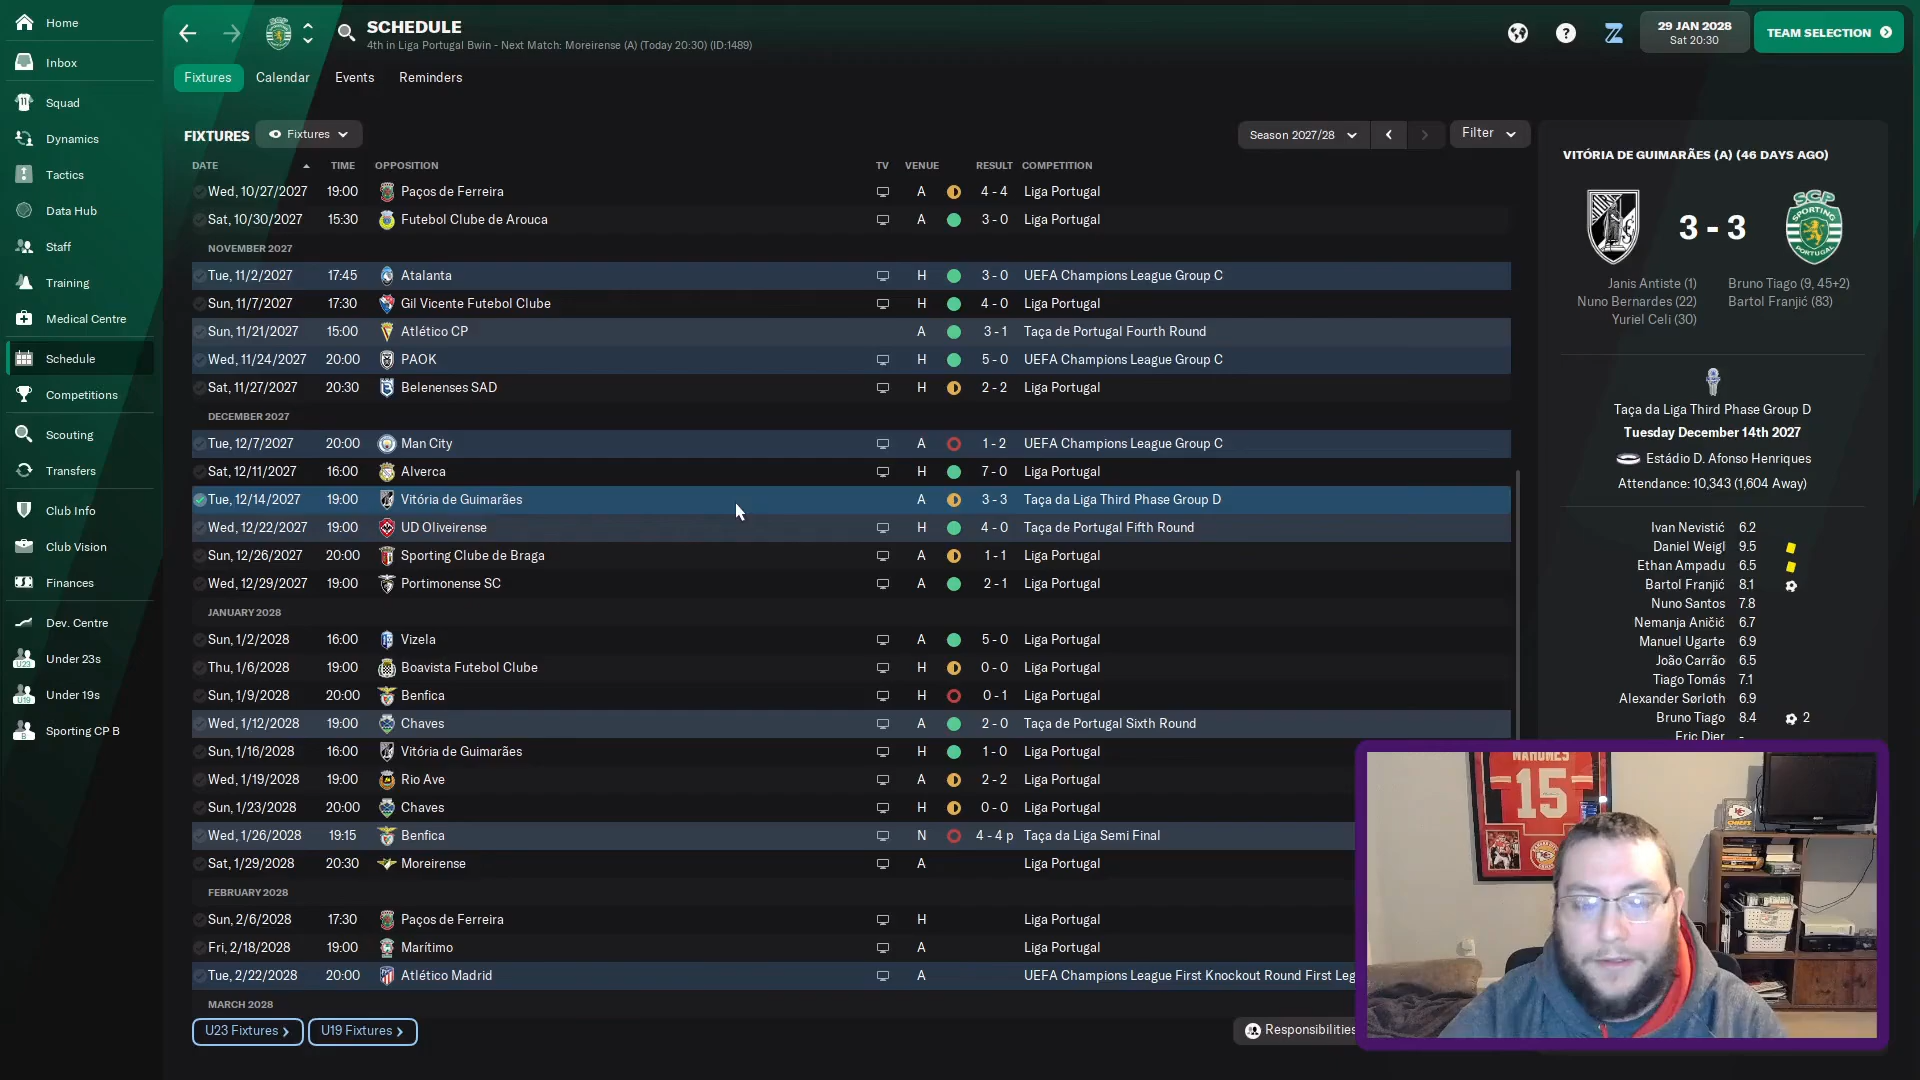 Home
Inbox
Squad
Dynamics
Tactics
Data Hub
Staff
Training
Medical Centre
Schedule
Competitions
Scouting
Transfers
Club Info
Club Vision
Finances
Dev. Centre
Under 23s
Under 19s
Sporting CP B
SCHEDULE
4th in Liga Portugal Bwin - Next Match: Moreirense (A) (Today 20:30) (ID:1489)
29 JAN 2028
Sat 20:30
TEAM SELECTION
Fixtures Calendar Events Reminders
FIXTURES Fixtures Season 2027/28 Filter
DATE TIME OPPOSITION TV VENUE RESULT COMPETITION
Wed, 10/27/2027 19:00 Paços de Ferreira A 4 - 4 Liga Portugal
Sat, 10/30/2027 15:30 Futebol Clube de Arouca A 3 - 0 Liga Portugal
NOVEMBER 2027
Tue, 11/2/2027 17:45 Atalanta H 3 - 0 UEFA Champions League Group C
Sun, 11/7/2027 17:30 Gil Vicente Futebol Clube H 4 - 0 Liga Portugal
Sun, 11/21/2027 15:00 Atlético CP A 3 - 1 Taça de Portugal Fourth Round
Wed, 11/24/2027 20:00 PAOK H 5 - 0 UEFA Champions League Group C
Sat, 11/27/2027 20:30 Belenenses SAD H 2 - 2 Liga Portugal
DECEMBER 2027
Tue, 12/7/2027 20:00 Man City A 1 - 2 UEFA Champions League Group C
Sat, 12/11/2027 16:00 Alverca H 7 - 0 Liga Portugal
Tue, 12/14/2027 19:00 Vitória de Guimarães A 3 - 3 Taça da Liga Third Phase Group D
Wed, 12/22/2027 19:00 UD Oliveirense H 4 - 0 Taça de Portugal Fifth Round
Sun, 12/26/2027 20:00 Sporting Clube de Braga A 1 - 1 Liga Portugal
Wed, 12/29/2027 19:00 Portimonense SC A 2 - 1 Liga Portugal
JANUARY 2028
Sun, 1/2/2028 16:00 Vizela A 5 - 0 Liga Portugal
Thu, 1/6/2028 19:00 Boavista Futebol Clube H 0 - 0 Liga Portugal
Sun, 1/9/2028 20:00 Benfica H 0 - 1 Liga Portugal
Wed, 1/12/2028 19:00 Chaves A 2 - 0 Taça de Portugal Sixth Round
Sun, 1/16/2028 16:00 Vitória de Guimarães H 1 - 0 Liga Portugal
Wed, 1/19/2028 19:00 Rio Ave A 2 - 2 Liga Portugal
Sun, 1/23/2028 20:00 Chaves H 0 - 0 Liga Portugal
Wed, 1/26/2028 19:15 Benfica N 4 - 4 p Taça da Liga Semi Final
Sat, 1/29/2028 20:30 Moreirense A Liga Portugal
FEBRUARY 2028
Sun, 2/6/2028 17:30 Paços de Ferreira H Liga Portugal
Fri, 2/18/2028 19:00 Marítimo A Liga Portugal
Tue, 2/22/2028 20:00 Atlético Madrid A UEFA Champions League First Knockout Round First Leg
MARCH 2028
U23 Fixtures U19 Fixtures Responsibilities
VITÓRIA DE GUIMARÃES (A) (46 DAYS AGO)
3 - 3
SCP
SPORTING
PORTUGAL
Janis Antiste (1) Bruno Tiago (9, 45+2)
Nuno Bernardes (22) Bartol Franjić (83)
Yuriel Celi (30)
Taça da Liga Third Phase Group D
Tuesday December 14th 2027
Estádio D. Afonso Henriques
Attendance: 10,343 (1,604 Away)
Ivan Nevistić 6.2
Daniel Weigl 9.5
Ethan Ampadu 6.5
Bartol Franjić 8.1
Nuno Santos 7.8
Nemanja Aničić 6.7
Manuel Ugarte 6.9
João Carrão 6.5
Tiago Tomás 7.1
Alexander Sørloth 6.9
Bruno Tiago 8.4 2
Eric Dier -
MAHOMES
15
CHIEFS